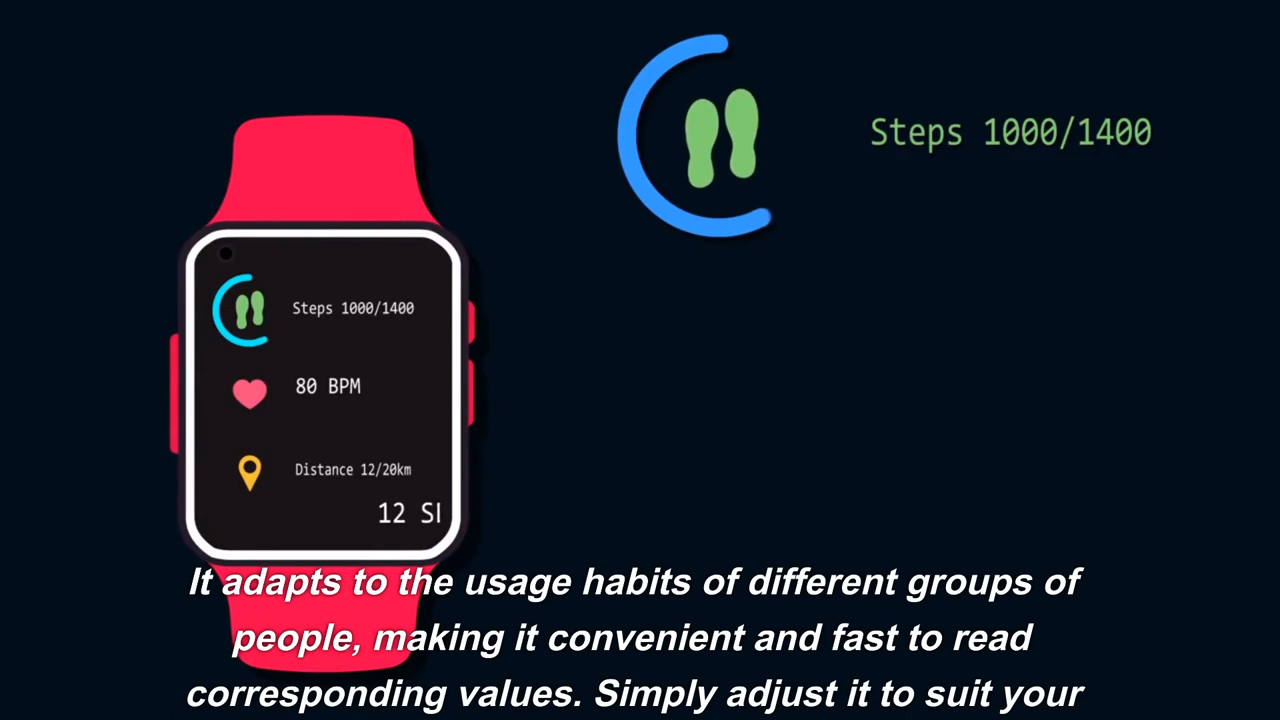 Steps 1000/1400
Steps 1000/1400
80 BPM
Distance 12/20km
12 SI
It adapts to the usage habits of different groups of
people, making it convenient and fast to read
corresponding values. Simply adjust it to suit your